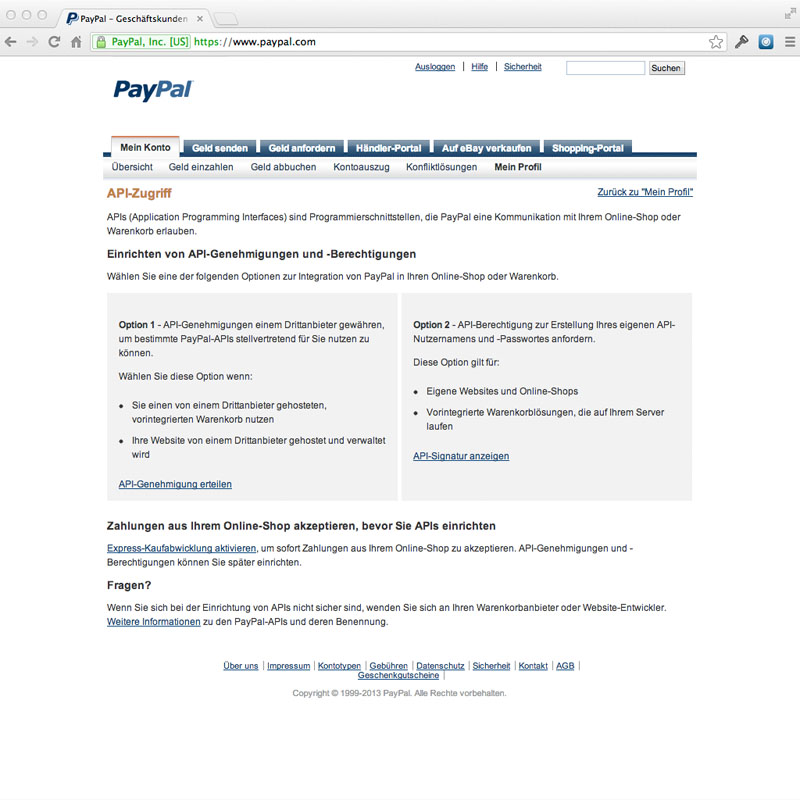 PayPal - Geschäftskunden
PayPal, Inc. [US] https://www.paypal.com
Ausloggen | Hilfe | Sicherheit
Suchen
PayPal
Mein Konto Geld senden Geld anfordern Händler-Portal Auf eBay verkaufen Shopping-Portal
Übersicht Geld einzahlen Geld abbuchen Kontoauszug Konfliktlösungen Mein Profil
API-Zugriff
Zurück zu "Mein Profil"
APIs (Application Programming Interfaces) sind Programmierschnittstellen, die PayPal eine Kommunikation mit Ihrem Online-Shop oder
Warenkorb erlauben.
Einrichten von API-Genehmigungen und -Berechtigungen
Wählen Sie eine der folgenden Optionen zur Integration von PayPal in Ihren Online-Shop oder Warenkorb.
Option 1 - API-Genehmigungen einem Drittanbieter gewähren,
um bestimmte PayPal-APIs stellvertretend für Sie nutzen zu
können.
Wählen Sie diese Option wenn:
• Sie einen von einem Drittanbieter gehosteten,
vorintegrierten Warenkorb nutzen
• Ihre Website von einem Drittanbieter gehostet und verwaltet
wird
API-Genehmigung erteilen
Option 2 - API-Berechtigung zur Erstellung Ihres eigenen API-
Nutzernamens und -Passwortes anfordern.
Diese Option gilt für:
• Eigene Websites und Online-Shops
• Vorintegrierte Warenkorblösungen, die auf Ihrem Server
laufen
API-Signatur anzeigen
Zahlungen aus Ihrem Online-Shop akzeptieren, bevor Sie APIs einrichten
Express-Kaufabwicklung aktivieren, um sofort Zahlungen aus Ihrem Online-Shop zu akzeptieren. API-Genehmigungen und -
Berechtigungen können Sie später einrichten.
Fragen?
Wenn Sie sich bei der Einrichtung von APIs nicht sicher sind, wenden Sie sich an Ihren Warenkorbanbieter oder Website-Entwickler.
Weitere Informationen zu den PayPal-APIs und deren Benennung.
Über uns | Impressum | Kontotypen | Gebühren | Datenschutz | Sicherheit | Kontakt | AGB |
Geschenkgutscheine |
Copyright © 1999-2013 PayPal. Alle Rechte vorbehalten.